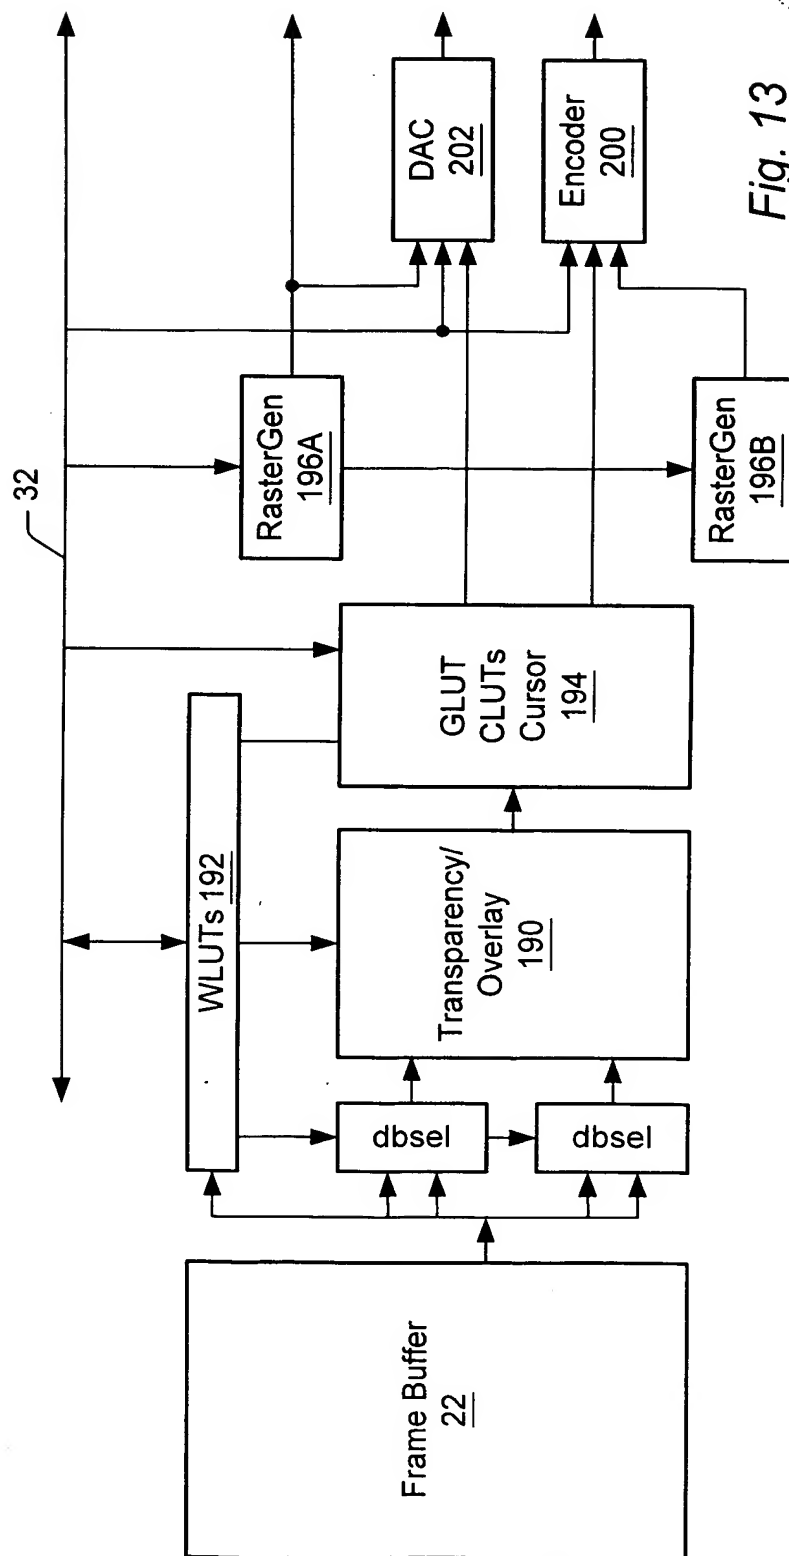 32
Frame Buffer
22
WLUTs 192
dbsel
dbsel
Transparency/
Overlay
190
GLUT
CLUTs
Cursor
194
RasterGen
196A
RasterGen
196B
DAC
202
Encoder
200
Fig. 13